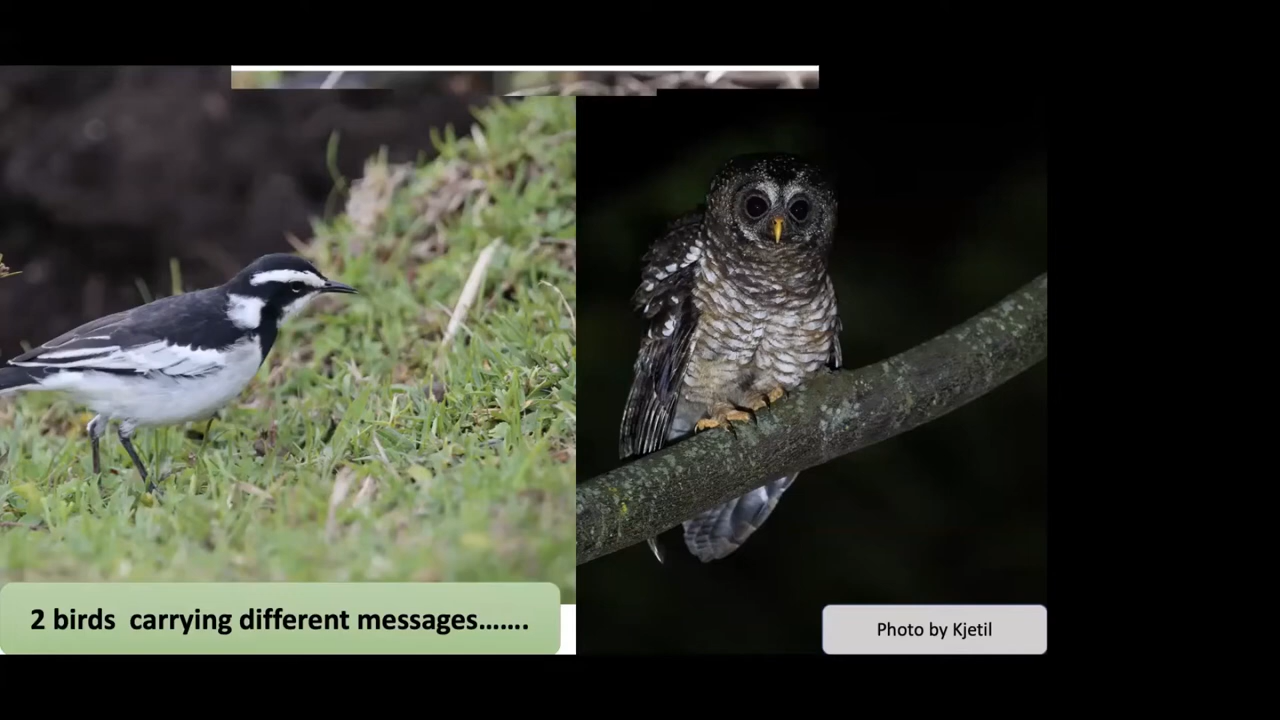 2 birds  carrying different messages…….
Photo by Kjetil